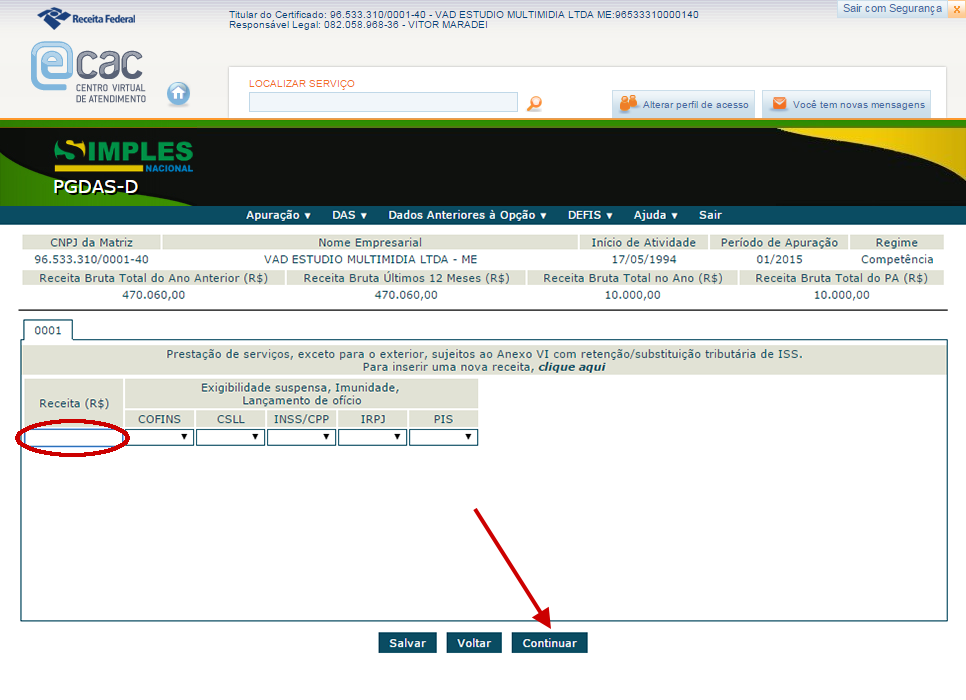 Receita Federal
Titular do Certificado: 96.533.310/0001-40 - VAD ESTUDIO MULTIMIDIA LTDA ME:96533310000140
Responsável Legal: 082.058.968-36 - VITOR MARADEI
Sair com Segurança x
e cac
CENTRO VIRTUAL
DE ATENDIMENTO
LOCALIZAR SERVIÇO
Alterar perfil de acesso
Você tem novas mensagens
SIMPLES
NACIONAL
PGDAS-D
Apuração ▼ DAS ▼ Dados Anteriores à Opção ▼ DEFIS ▼ Ajuda ▼ Sair
CNPJ da Matriz Nome Empresarial Início de Atividade Período de Apuração Regime
96.533.310/0001-40 VAD ESTUDIO MULTIMIDIA LTDA - ME 17/05/1994 01/2015 Competência
Receita Bruta Total do Ano Anterior (R$) Receita Bruta Últimos 12 Meses (R$) Receita Bruta Total no Ano (R$) Receita Bruta Total do PA (R$)
470.060,00 470.060,00 10.000,00 10.000,00
0001
Prestação de serviços, exceto para o exterior, sujeitos ao Anexo VI com retenção/substituição tributária de ISS.
Para inserir uma nova receita, clique aqui
Receita (R$)
Exigibilidade suspensa, Imunidade,
Lançamento de ofício
COFINS CSLL INSS/CPP IRPJ PIS
Salvar Voltar Continuar